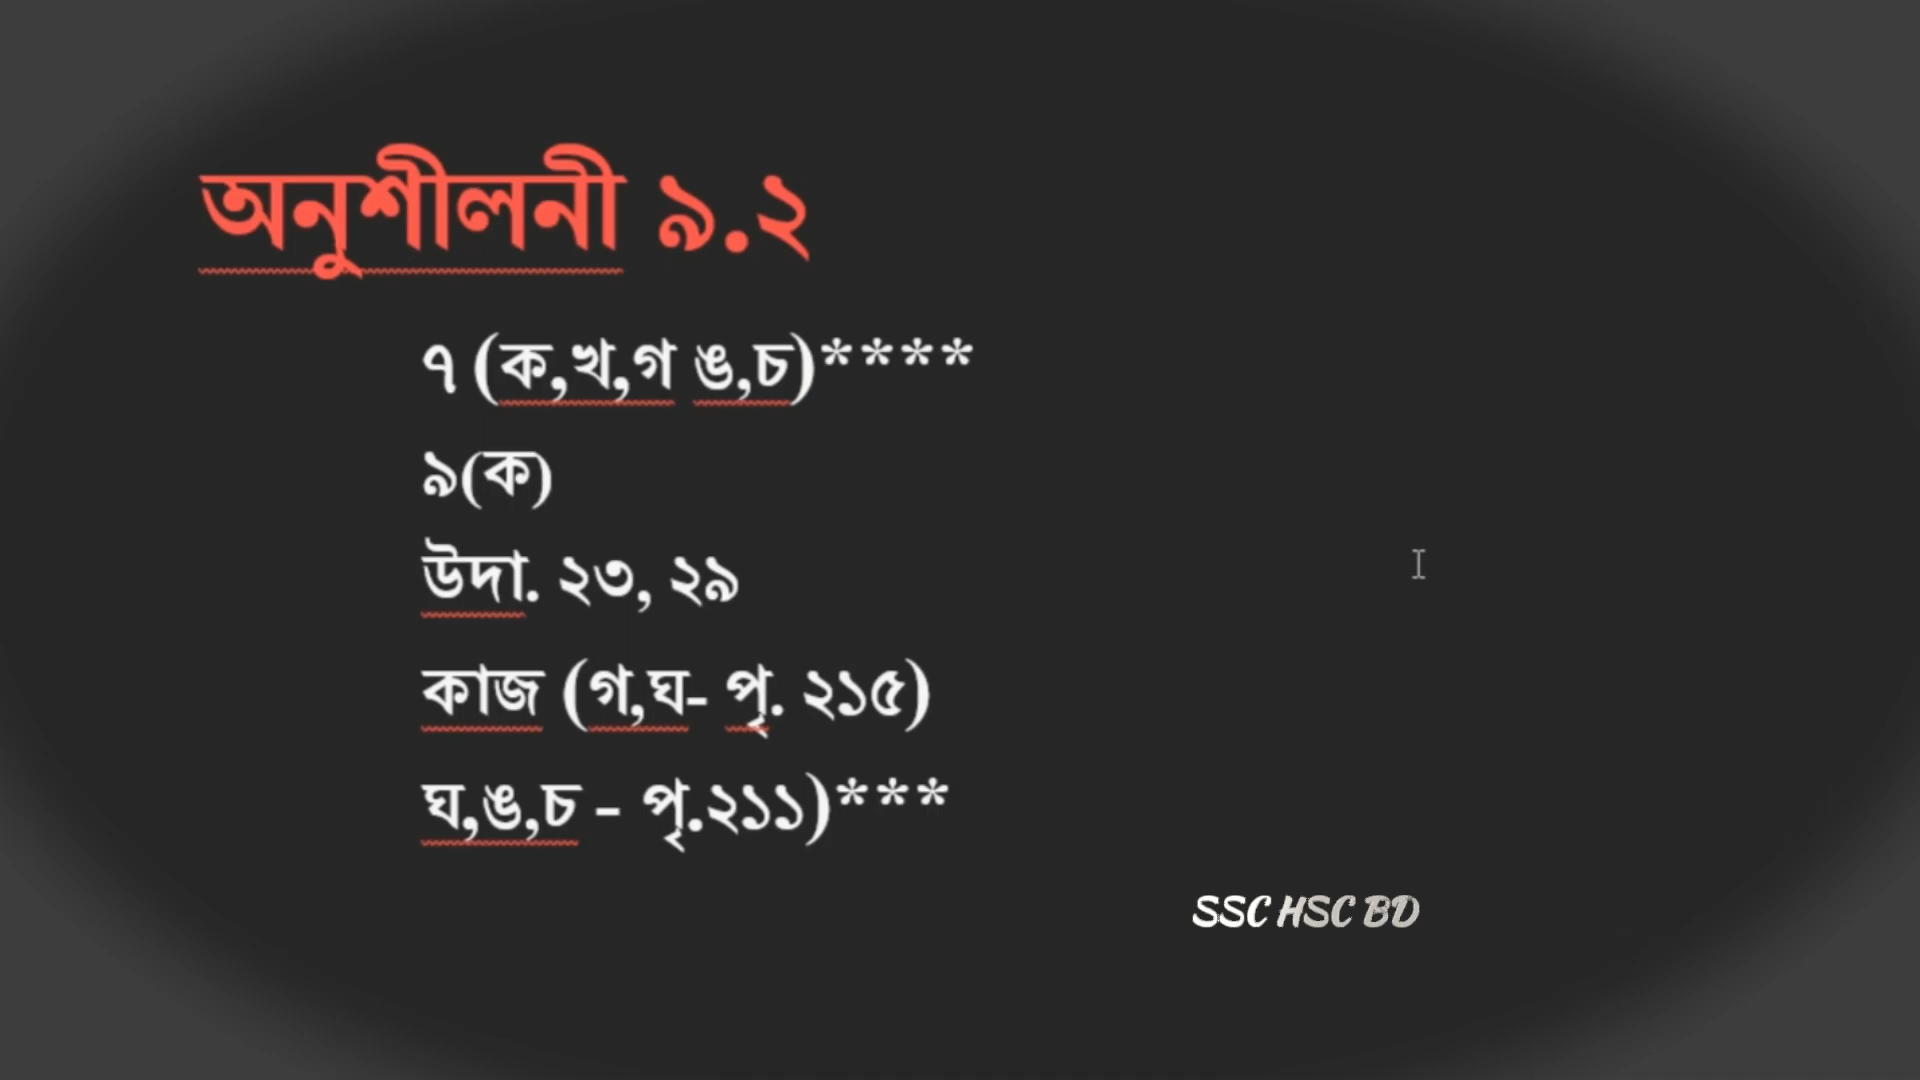 অনুশীলনী ৯.২
৭ (ক,খ,গ ঙ,চ)****
৯(ক)
উদা. ২৩, ২৯
কাজ (গ,ঘ- পৃ. ২১৫)
ঘ,ঙ,চ - পৃ.২১১)***
SSC HSC BD